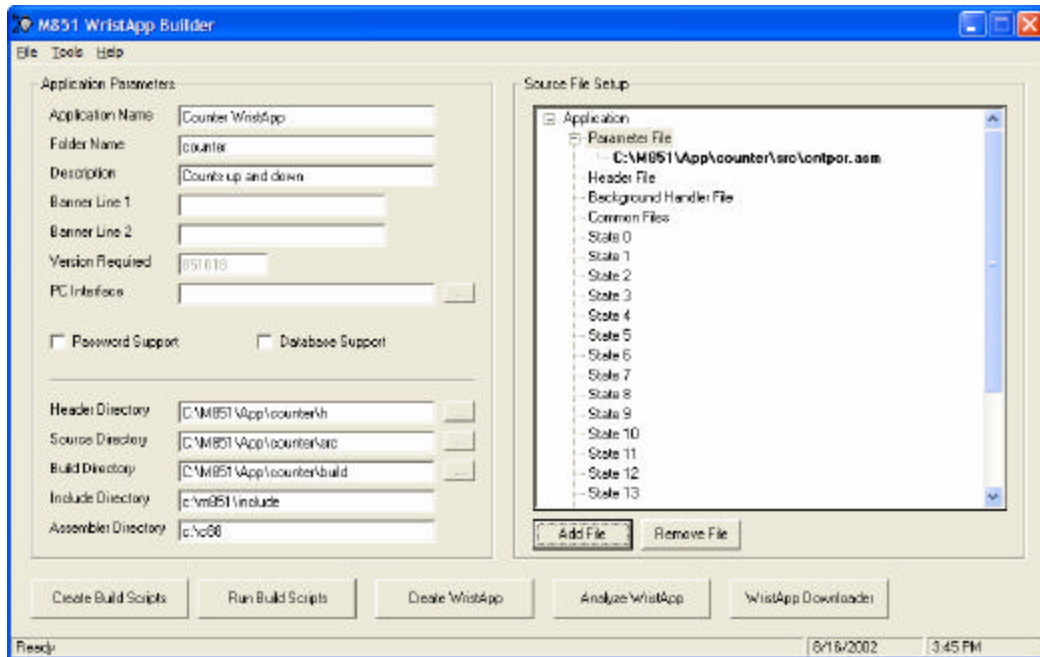 M851 WristApp Builder
File Tools Help
Application Parameters
Application Name Counter WristApp
Folder Name counter
Description Counts up and down
Banner Line 1
Banner Line 2
Version Required 851018
PC Interface ...
Password Support Database Support
Header Directory C:\M851\App\counter\h ...
Source Directory C:\M851\App\counter\src ...
Build Directory C:\M851\App\counter\build ...
Include Directory c:\m851\include
Assembler Directory c:\c88
Source File Setup
Application
Parameter File
C:\M851\App\counter\src\cntpar.asm
Header File
Background Handler File
Common Files
State 0
State 1
State 2
State 3
State 4
State 5
State 6
State 7
State 8
State 9
State 10
State 11
State 12
State 13
Add File Remove File
Create Build Scripts Run Build Scripts Create WristApp Analyze WristApp WristApp Downloader
Ready 8/16/2002 3:45 PM